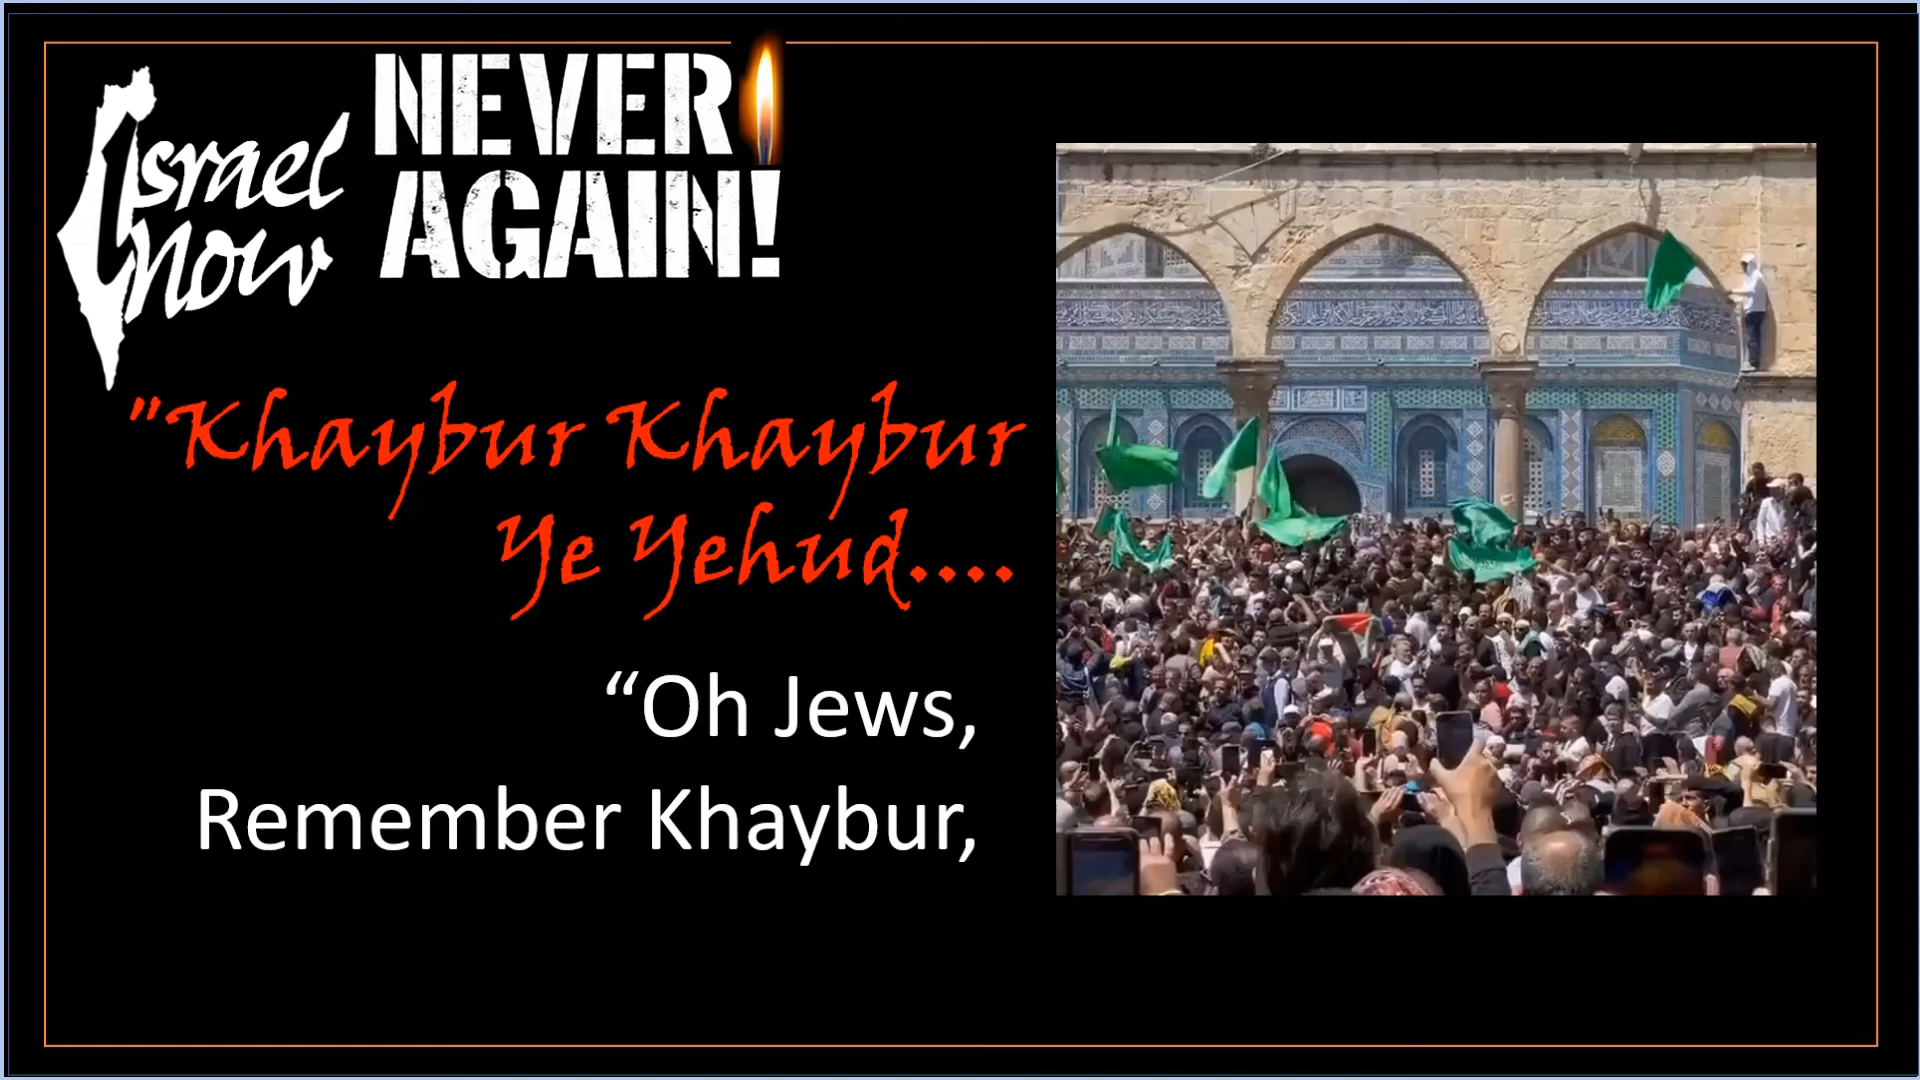 Israel
Now
NEVER
AGAIN!
"Khaybur Khaybur
Ye Yehud....
“Oh Jews,
Remember Khaybur,